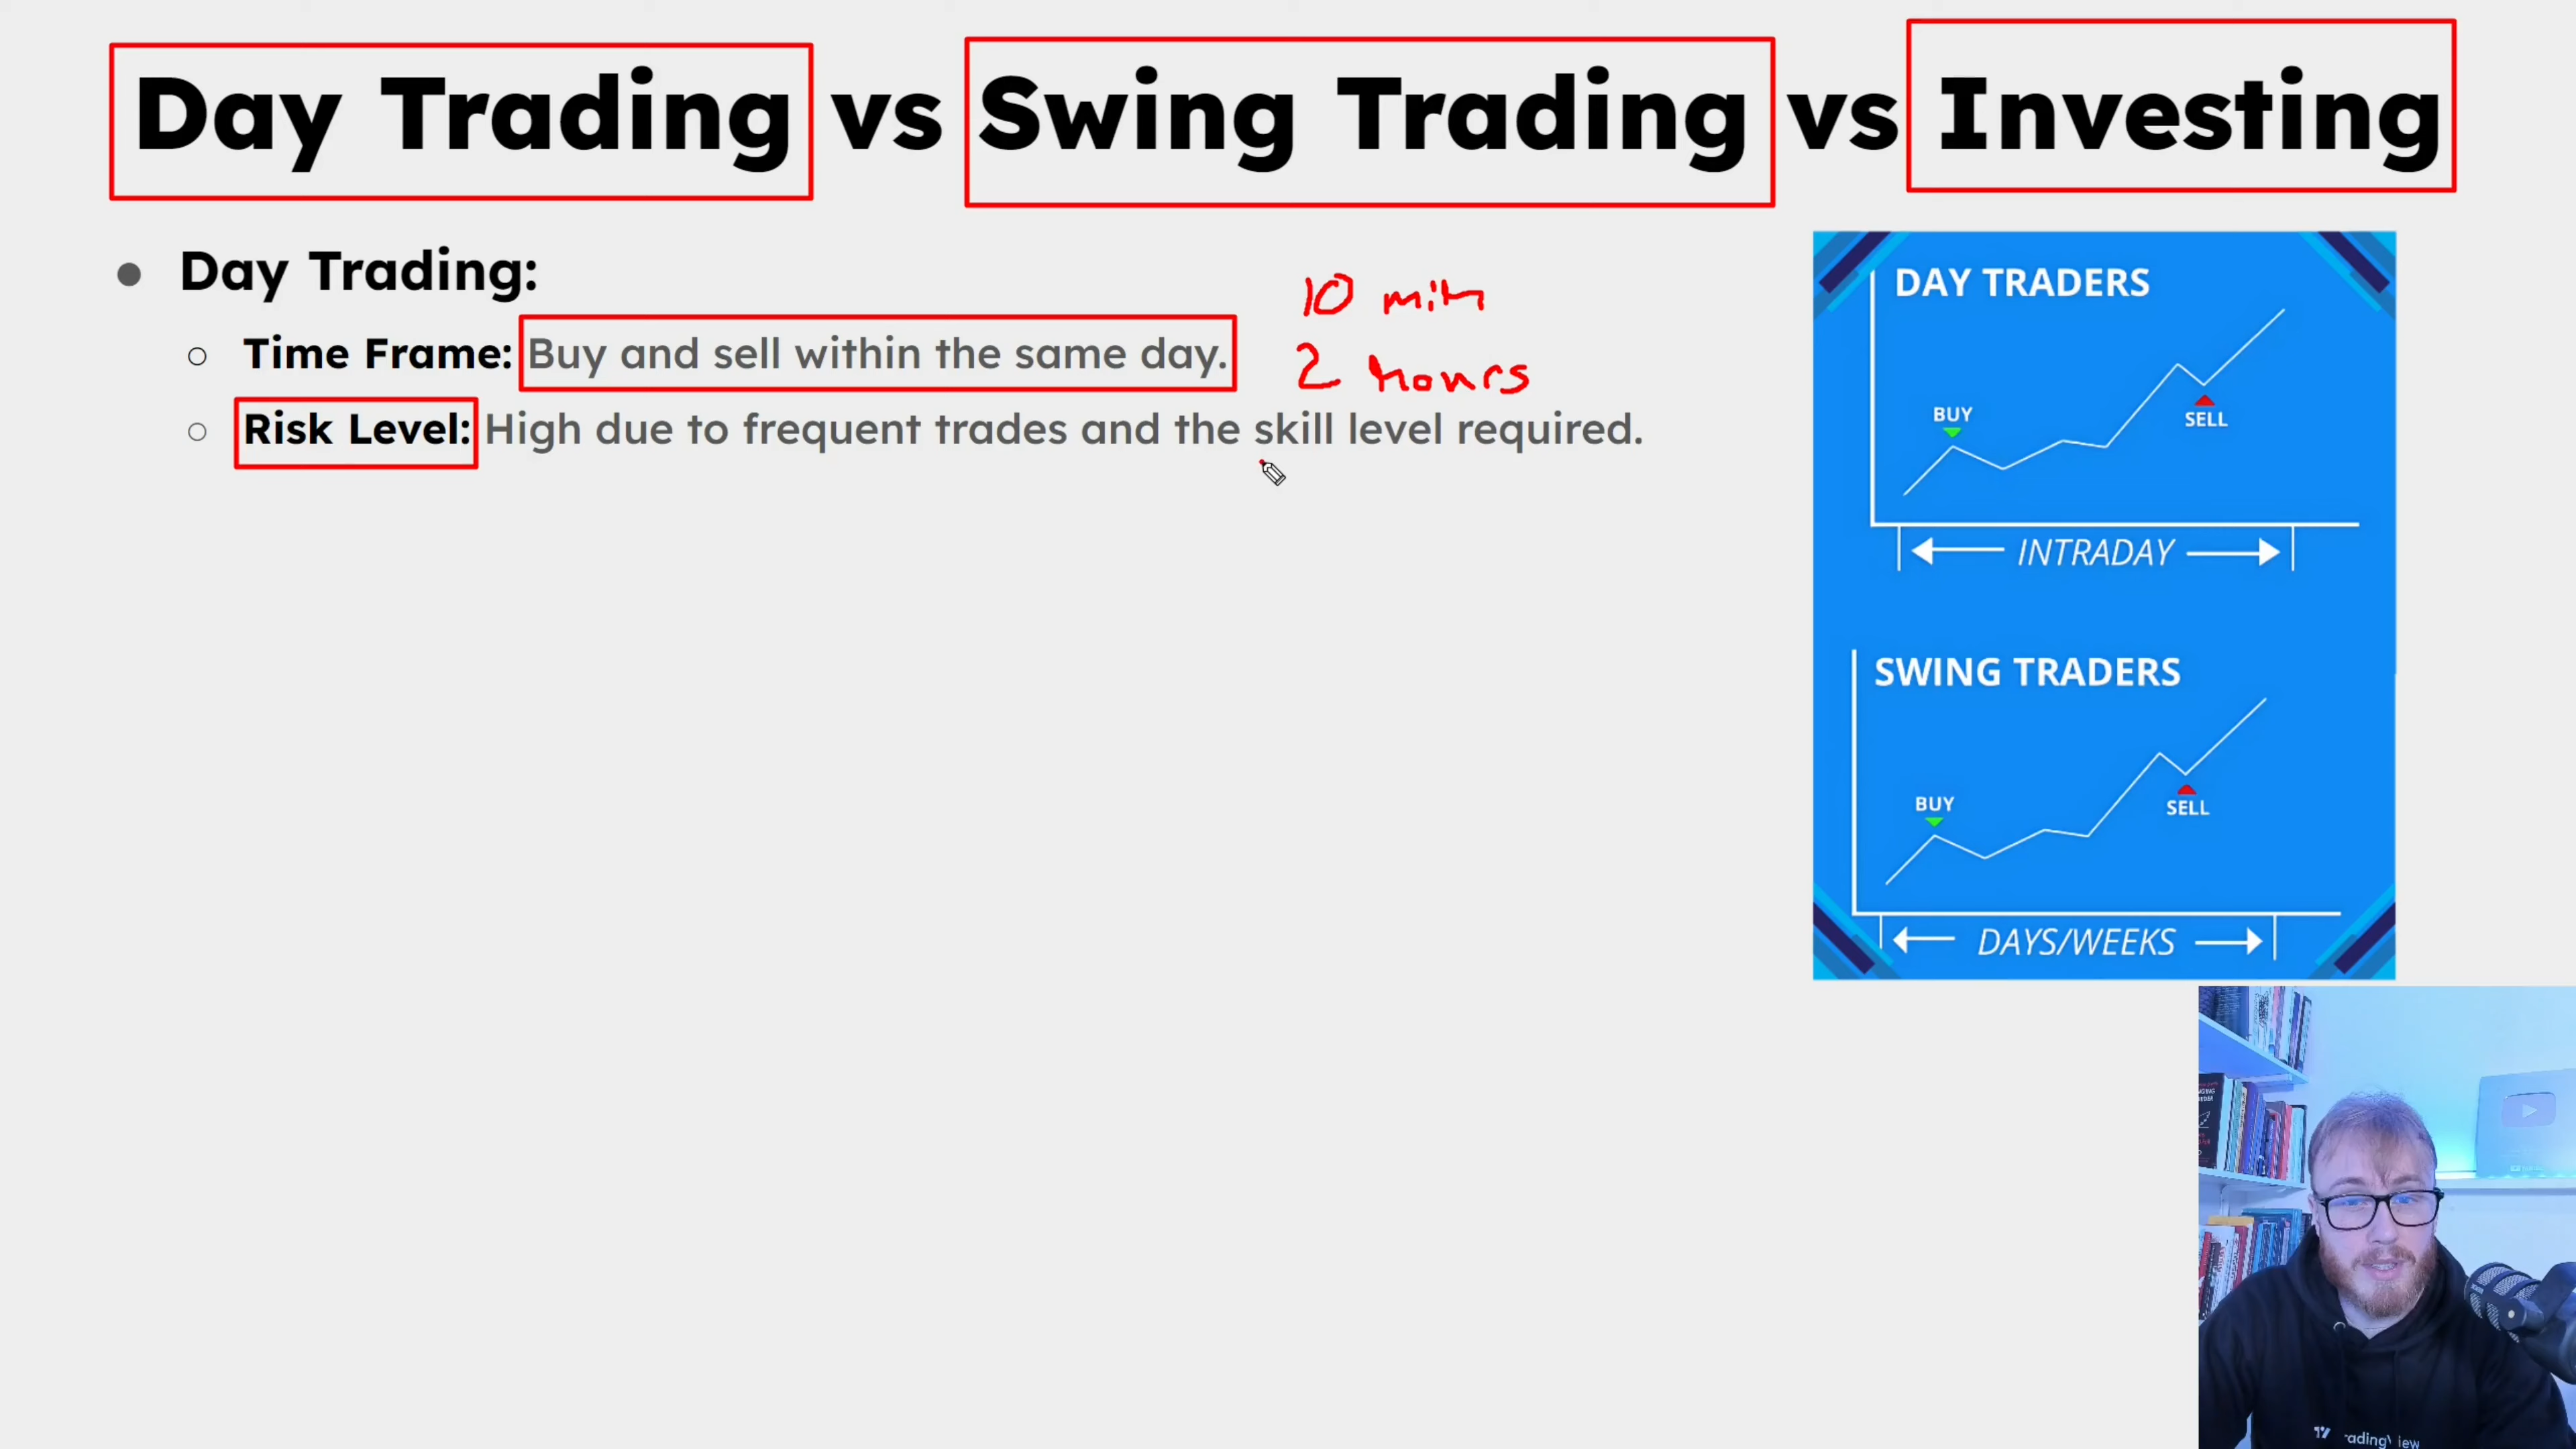 Day Trading vs Swing Trading vs Investing
Day Trading:
10 min
Time Frame: Buy and sell within the same day.
2 hours
Risk Level: High due to frequent trades and the skill level required.
DAY TRADERS
BUY
SELL
INTRADAY
SWING TRADERS
BUY
SELL
DAYS/WEEKS